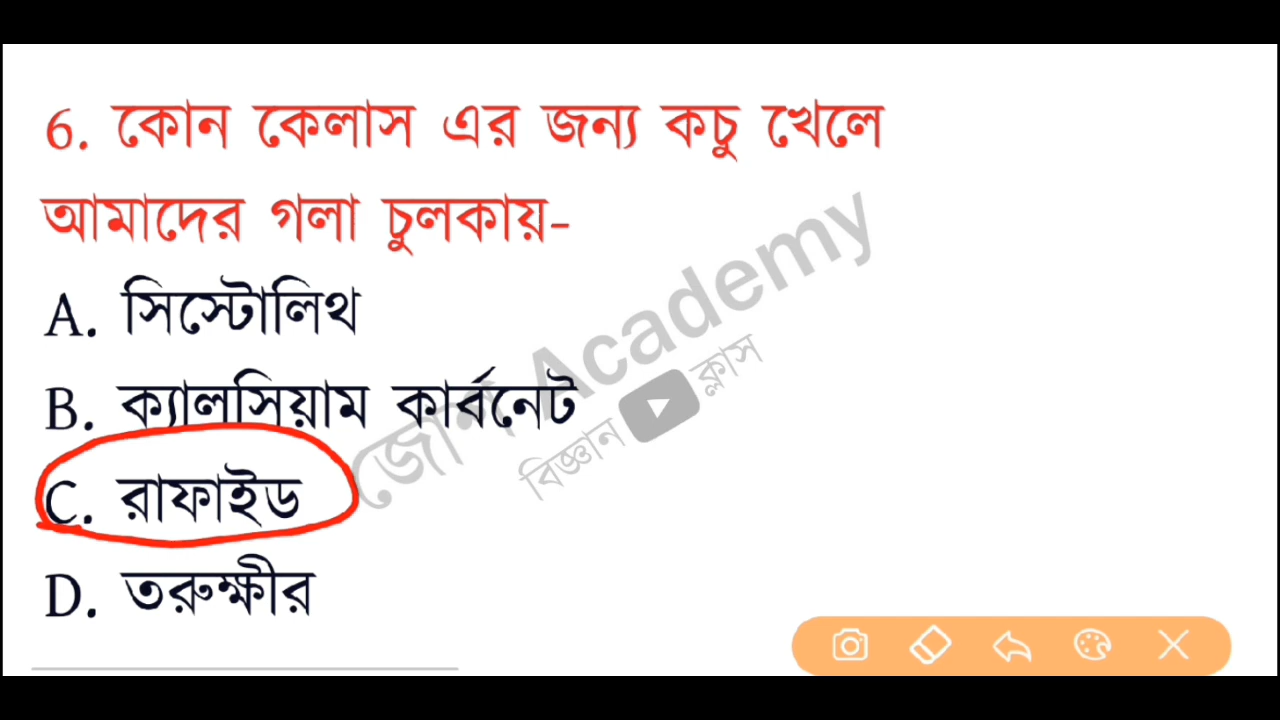 6. কোন কেলাস এর জন্য কচু খেলে
আমাদের গলা চুলকায়-
A. সিস্টোলিথ
B. ক্যালসিয়াম কার্বনেট
C. রাফাইড
D. তরুক্ষীর
জোশ Academy
বিজ্ঞান ক্লাস